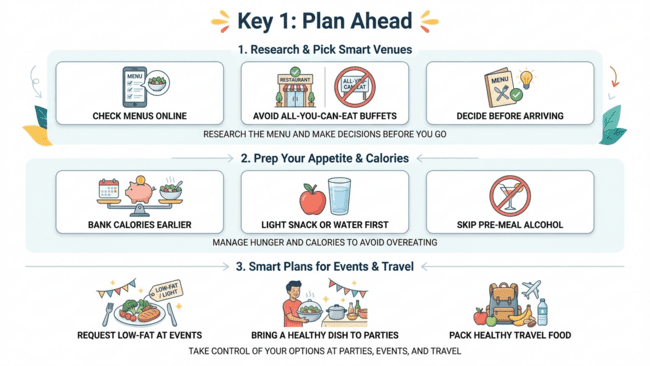 Key 1: Plan Ahead
1. Research & Pick Smart Venues
MENU
CHECK MENUS ONLINE
RESTAURANT
ALL-YOU-
CAN-EAT
AVOID ALL-YOU-CAN-EAT BUFFETS
MENU
DECIDE BEFORE ARRIVING
RESEARCH THE MENU AND MAKE DECISIONS BEFORE YOU GO
2. Prep Your Appetite & Calories
BANK CALORIES EARLIER
LIGHT SNACK OR WATER FIRST
SKIP PRE-MEAL ALCOHOL
MANAGE HUNGER AND CALORIES TO AVOID OVEREATING
3. Smart Plans for Events & Travel
LOW-FAT
/ LIGHT
REQUEST LOW-FAT AT EVENTS
BRING A HEALTHY DISH TO PARTIES
PACK HEALTHY TRAVEL FOOD
TAKE CONTROL OF YOUR OPTIONS AT PARTIES, EVENTS, AND TRAVEL